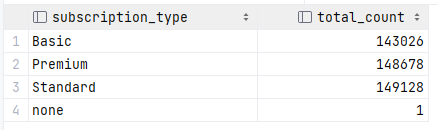 subscription_type total_count
1 Basic 143026
2 Premium 148678
3 Standard 149128
4 none 1